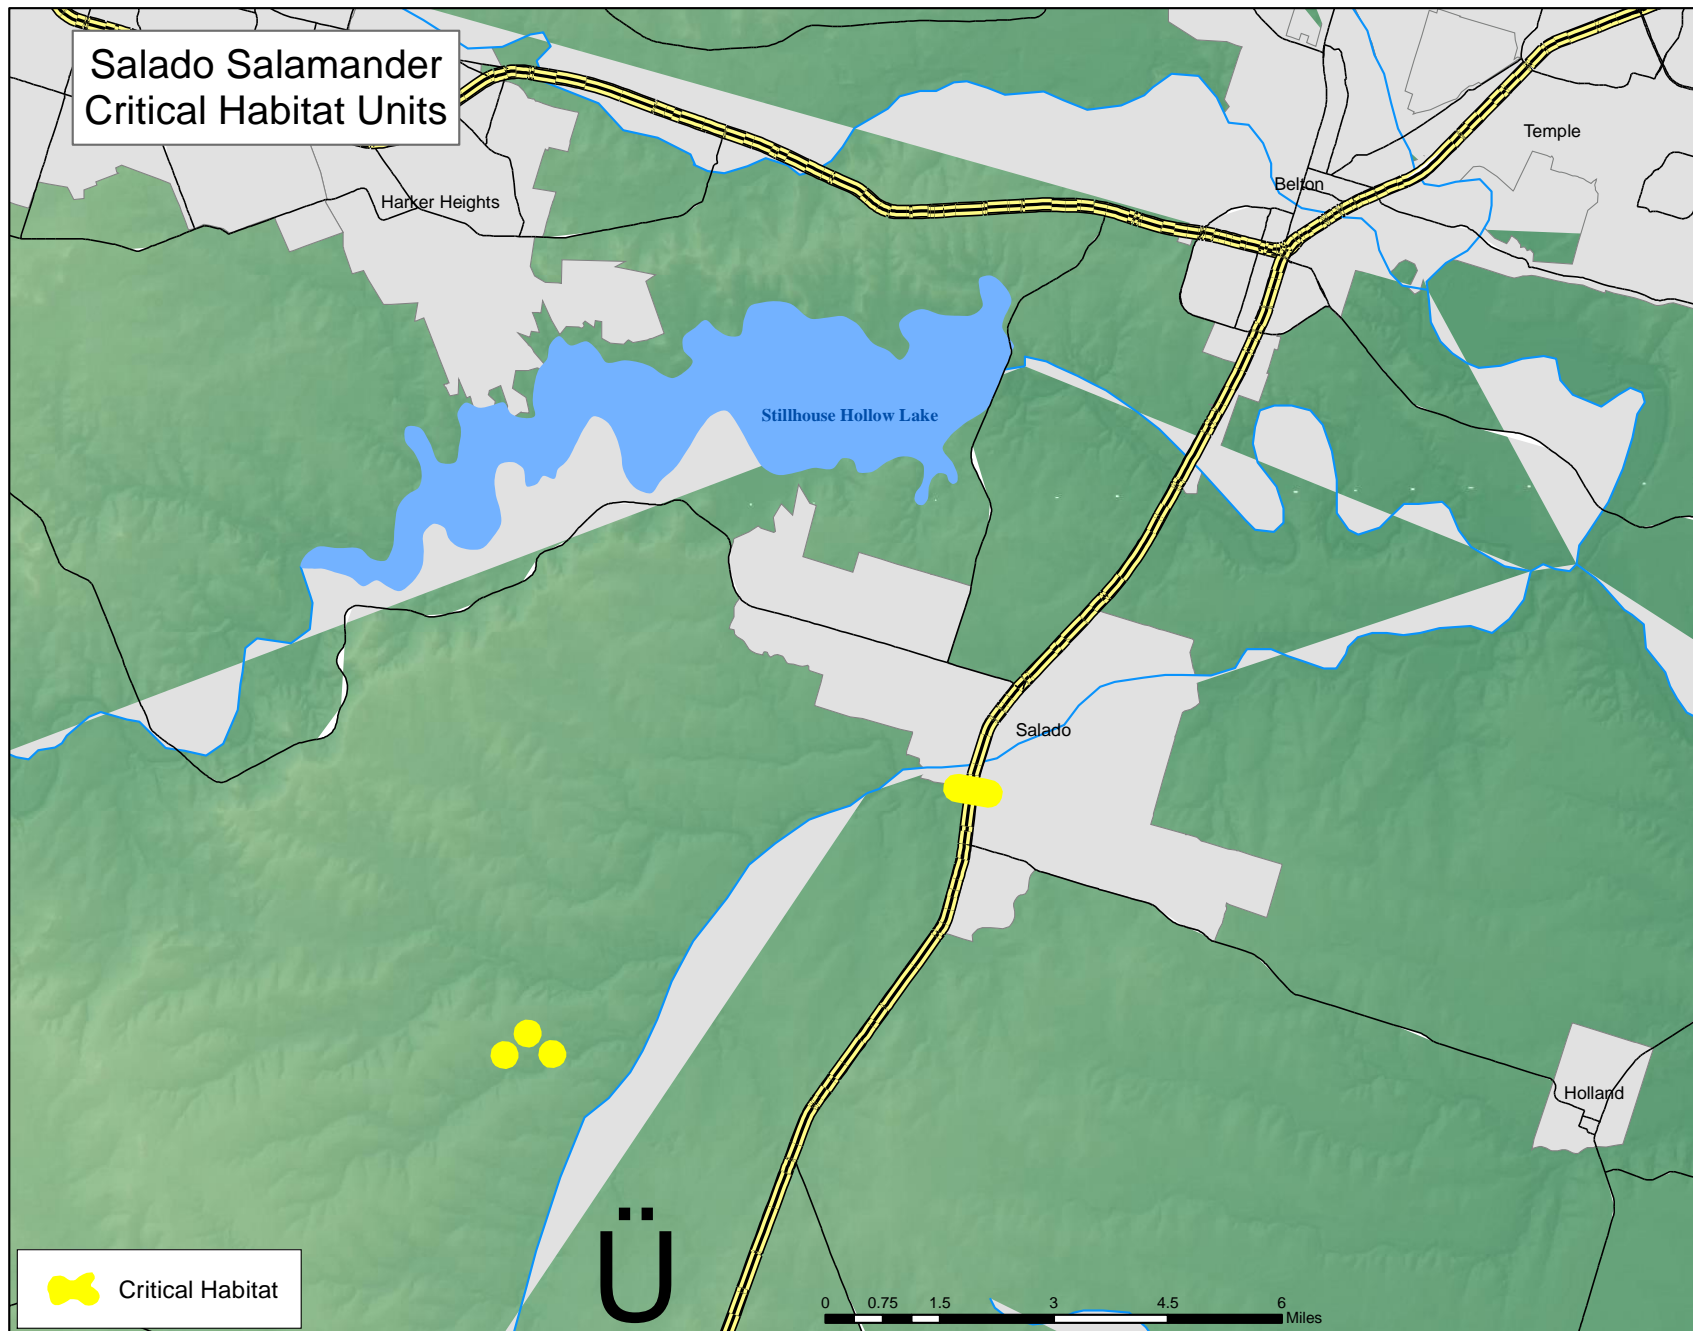 Salado Salamander
Critical Habitat Units
Temple
Belton
Harker Heights
Stillhouse Hollow Lake
Salado
Holland
Ü
Critical Habitat
0 0.75 1.5 3 4.5 6
Miles